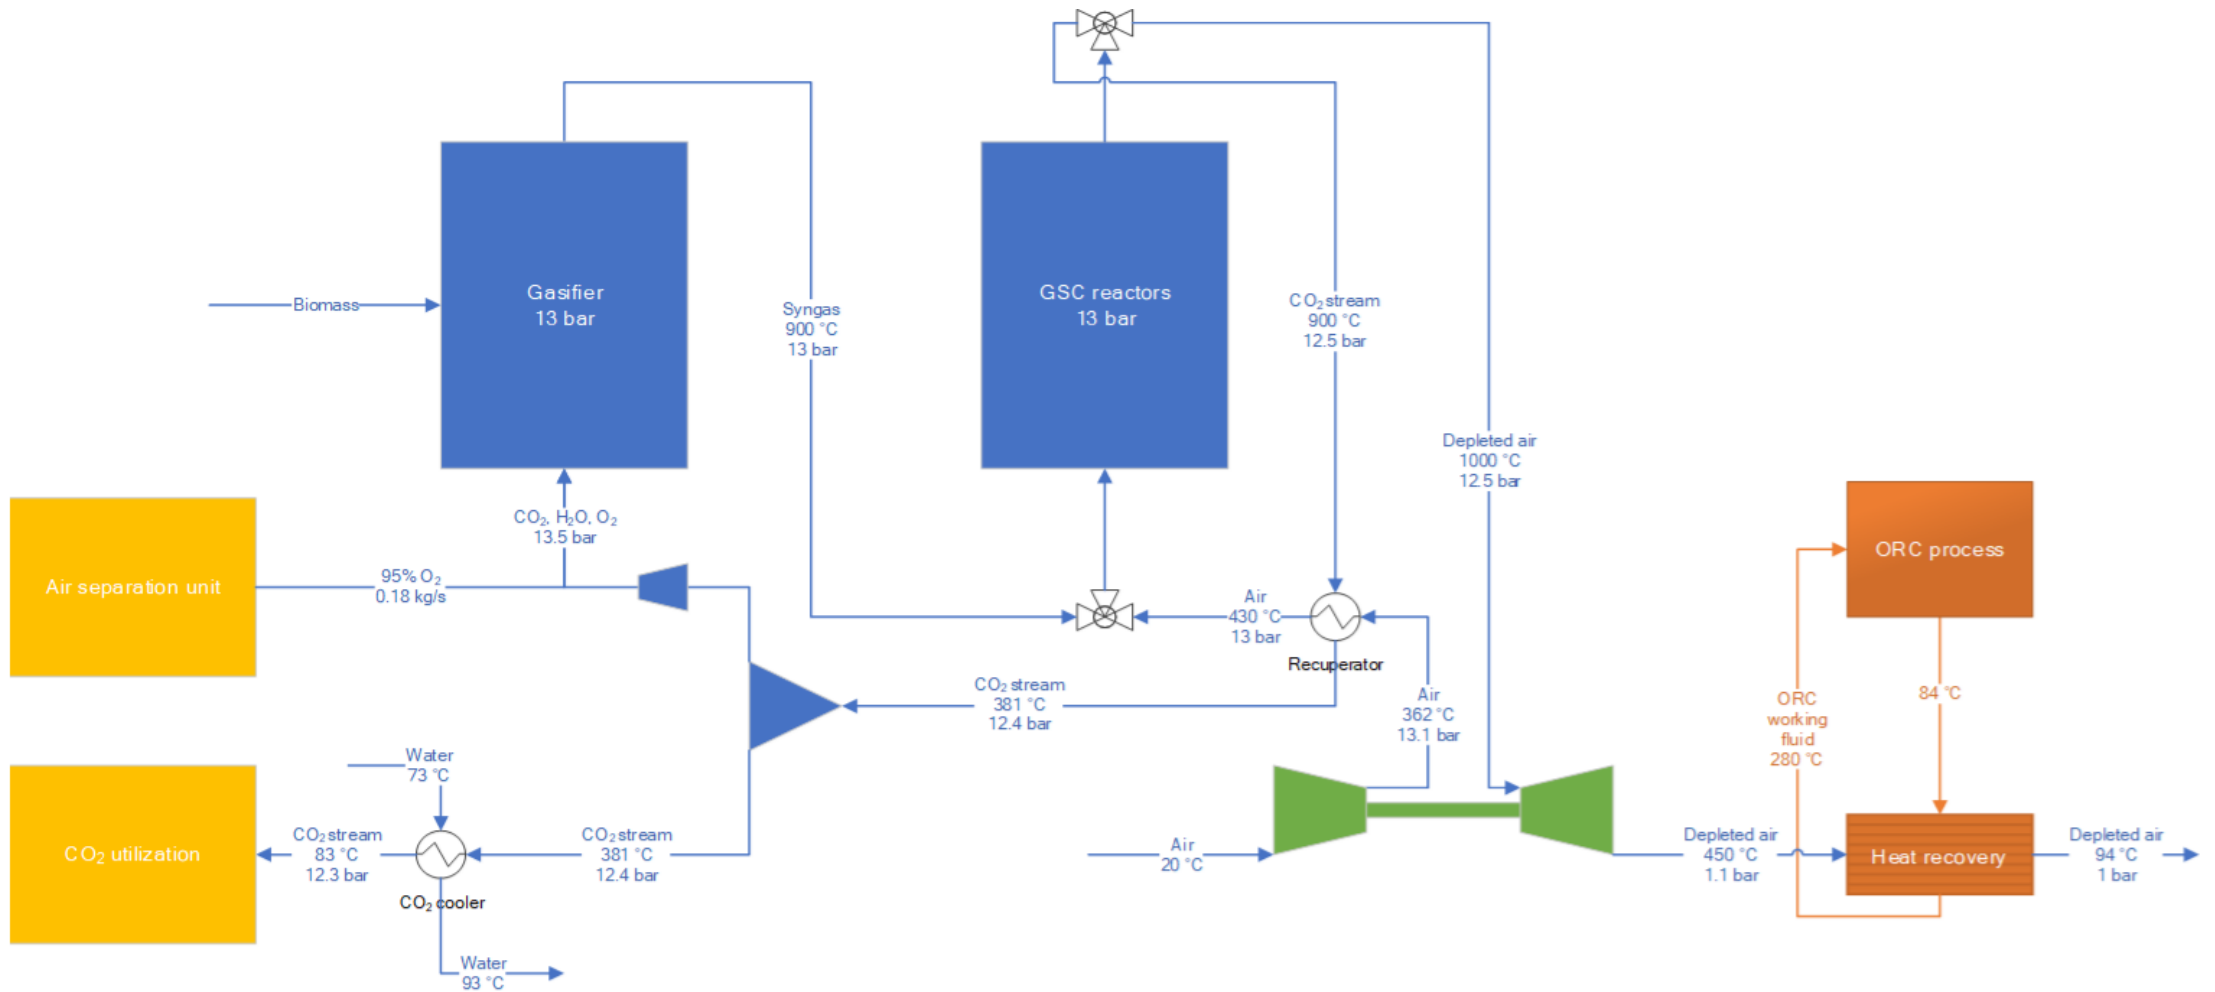 Gasifier
13 bar
GSC reactors
13 bar
Biomass
Syngas
900 °C
13 bar
CO₂ stream
900 °C
12.5 bar
Depleted air
1000 °C
12.5 bar
CO₂, H₂O, O₂
13.5 bar
Air separation unit
95% O₂
0.18 kg/s
Air
430 °C
13 bar
Recuperator
CO₂ stream
381 °C
12.4 bar
Air
362 °C
13.1 bar
ORC process
ORC
working
fluid
280 °C
84 °C
Water
73 °C
CO₂ utilization
CO₂ stream
83 °C
12.3 bar
CO₂ cooler
CO₂ stream
381 °C
12.4 bar
Water
93 °C
Air
20 °C
Depleted air
450 °C
1.1 bar
Heat recovery
Depleted air
94 °C
1 bar